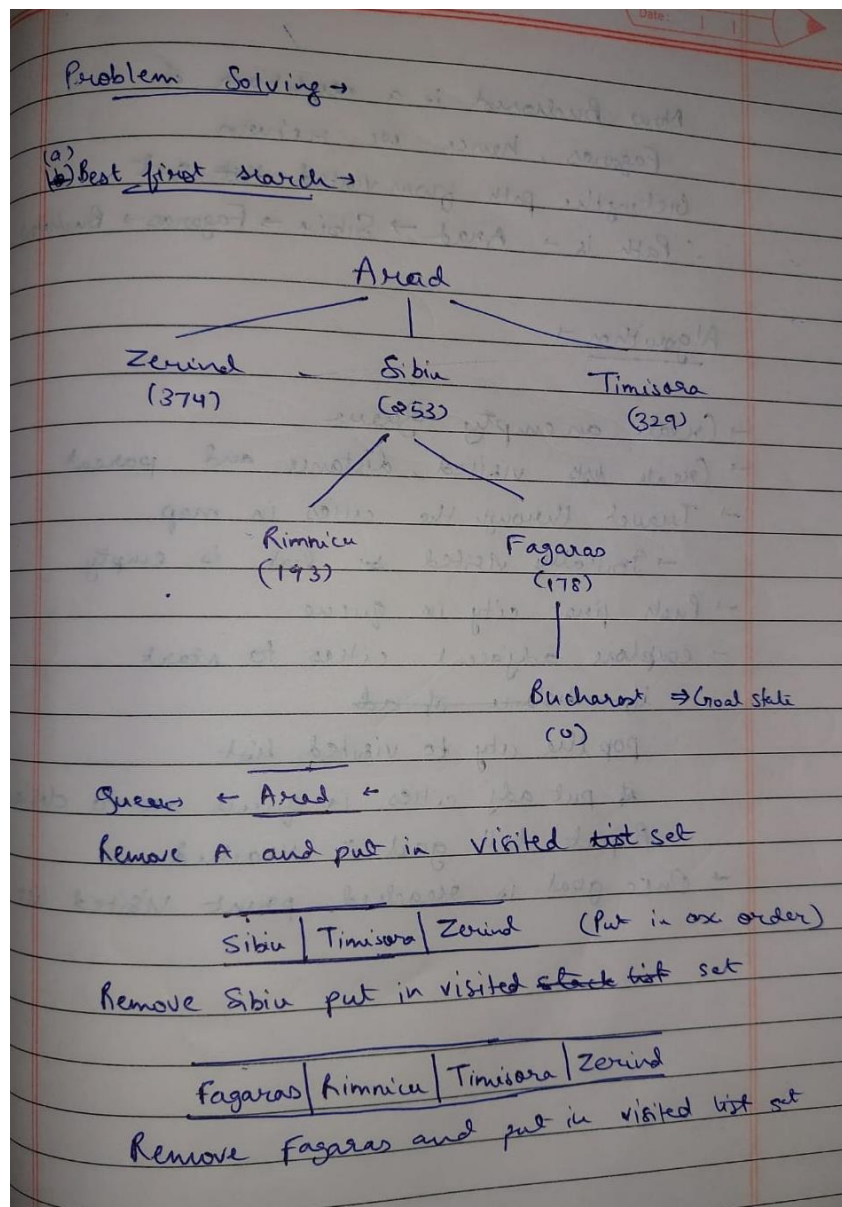 Date:
Problem Solving →
(a)
Best first search →
Arad
Zerind Sibiu Timisora
(374) (253) (329)
Rimnicu Fagaras
(193) (178)
Bucharest ⇒ Goal state
(0)
← Arad ←
Remove A and put in visited list set
Sibiu | Timisora | Zerind (Put in asc order)
Remove Sibiu put in visited stack list set
Fagaras | Rimnicu | Timisora | Zerind
Remove Fagaras and put in visited list set